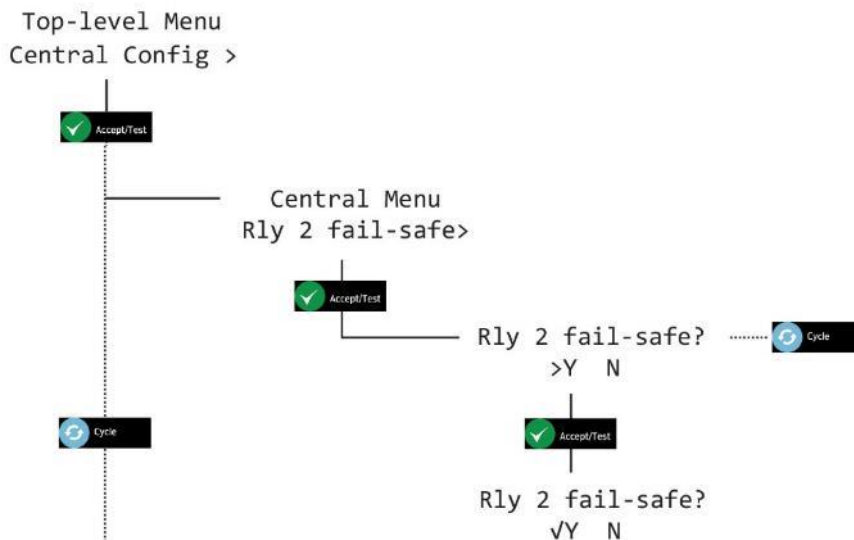 Top-level Menu
Central Config >
Accept/Test
Central Menu
Rly 2 fail-safe>
Accept/Test
Rly 2 fail-safe?
>Y N
Cycle
Cycle
Accept/Test
Rly 2 fail-safe?
√Y N